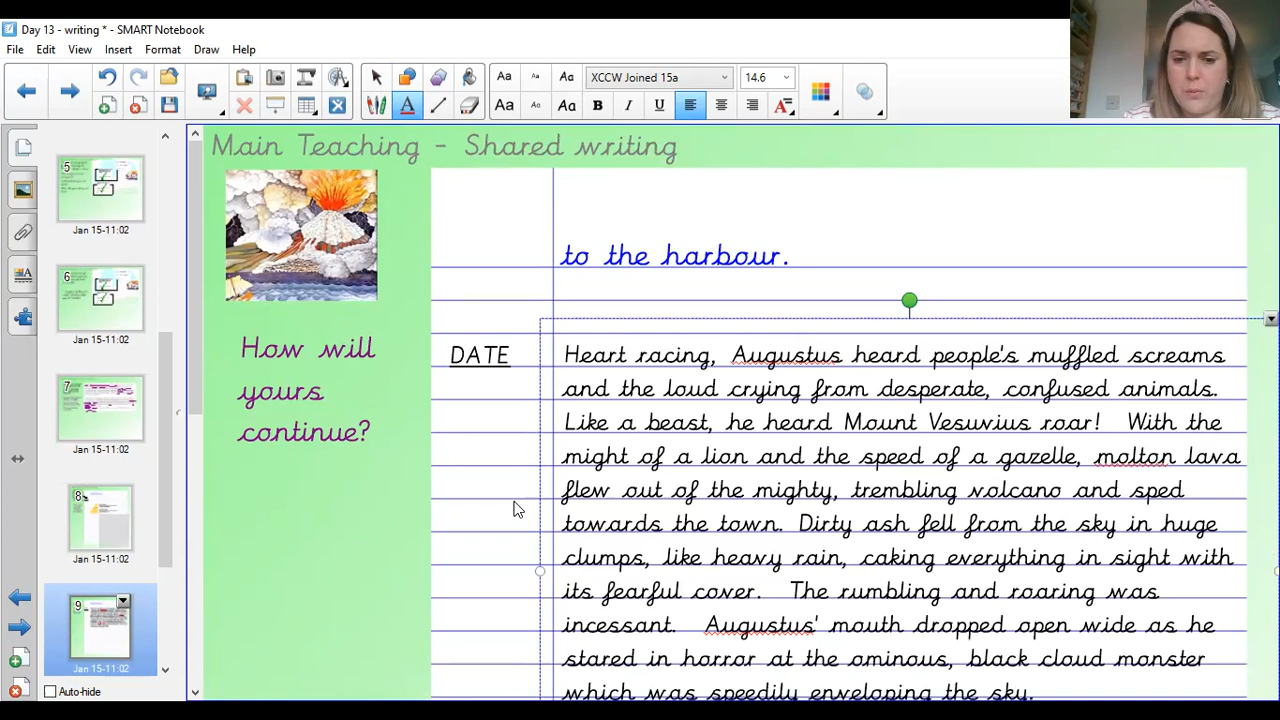 Day 13 - writing * - SMART Notebook
File Edit View Insert Format Draw Help
Aa Aa Aa XCCW Joined 15a 14.6
Aa Aa Aa B I U A
Main Teaching - Shared writing
5
Jan 15-11:02
6
Jan 15-11:02
7
Jan 15-11:02
8
Jan 15-11:02
9
Jan 15-11:02
Auto-hide
How will
yours
continue?
to the harbour.
DATE
Heart racing, Augustus heard people's muffled screams
and the loud crying from desperate, confused animals.
Like a beast, he heard Mount Vesuvius roar! With the
might of a lion and the speed of a gazelle, molton lava
flew out of the mighty, trembling volcano and sped
towards the town. Dirty ash fell from the sky in huge
clumps, like heavy rain, caking everything in sight with
its fearful cover. The rumbling and roaring was
incessant. Augustus' mouth dropped open wide as he
stared in horror at the ominous, black cloud monster
which was speedily enveloping the sky.